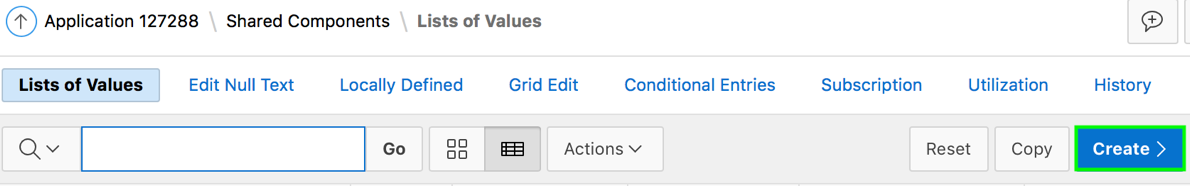 Application 127288 \ Shared Components \ Lists of Values
Lists of Values Edit Null Text Locally Defined Grid Edit Conditional Entries Subscription Utilization History
Go Actions Reset Copy Create